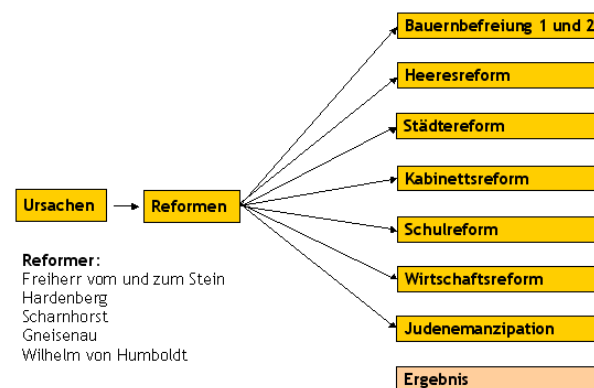 Bauernbefreiung 1 und 2
Heeresreform
Städtereform
Kabinettsreform
Schulreform
Wirtschaftsreform
Judenemanzipation
Ergebnis
Ursachen
Reformen
Reformer:
Freiherr vom und zum Stein
Hardenberg
Scharnhorst
Gneisenau
Wilhelm von Humboldt